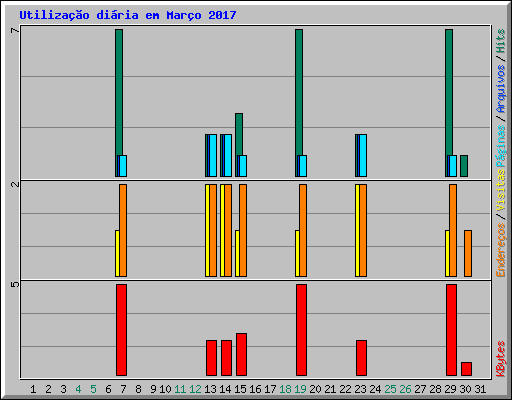 Utilização diária em Março 2017
7
2
5
Hits / Arquivos / Páginas
Visitas / Endereços
KBytes
1 2 3 4 5 6 7 8 9 10 11 12 13 14 15 16 17 18 19 20 21 22 23 24 25 26 27 28 29 30 31